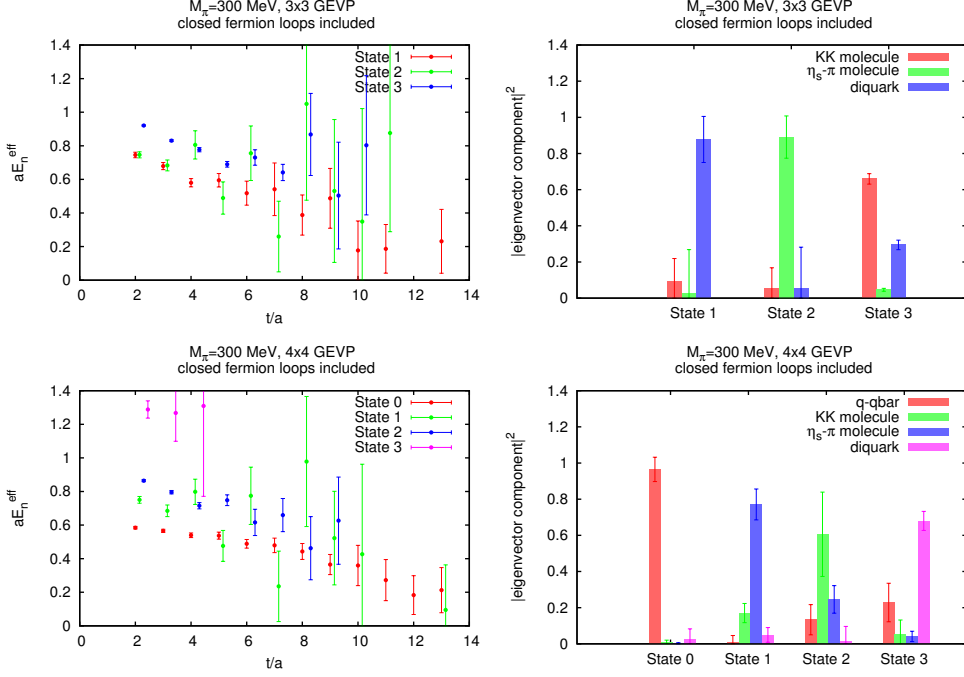 M_π=300 MeV, 3x3 GEVP
closed fermion loops included
aE_n^eff
1.4
1.2
1
0.8
0.6
0.4
0.2
0
0 2 4 6 8 10 12 14
t/a
State 1
State 2
State 3
M_π=300 MeV, 3x3 GEVP
closed fermion loops included
|eigenvector component|^2
1.4
1.2
1
0.8
0.6
0.4
0.2
0
KK molecule
η_s-π molecule
diquark
State 1 State 2 State 3
M_π=300 MeV, 4x4 GEVP
closed fermion loops included
aE_n^eff
1.4
1.2
1
0.8
0.6
0.4
0.2
0
0 2 4 6 8 10 12 14
t/a
State 0
State 1
State 2
State 3
M_π=300 MeV, 4x4 GEVP
closed fermion loops included
|eigenvector component|^2
1.4
1.2
1
0.8
0.6
0.4
0.2
0
q-qbar
KK molecule
η_s-π molecule
diquark
State 0 State 1 State 2 State 3